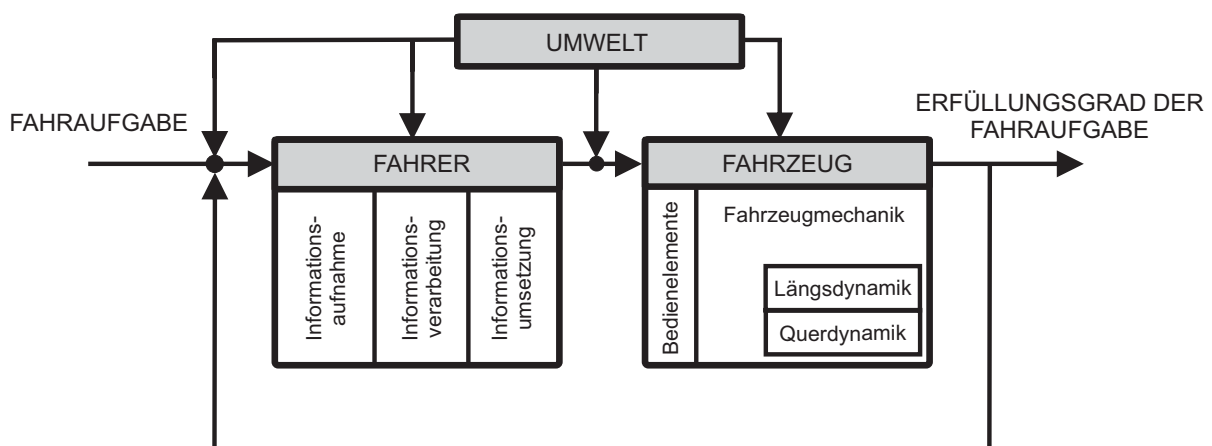 UMWELT
FAHRAUFGABE
ERFÜLLUNGSGRAD DER
FAHRAUFGABE
FAHRER
FAHRZEUG
Informations-
aufnahme
Informations-
verarbeitung
Informations-
umsetzung
Bedienelemente
Fahrzeugmechanik
Längsdynamik
Querdynamik